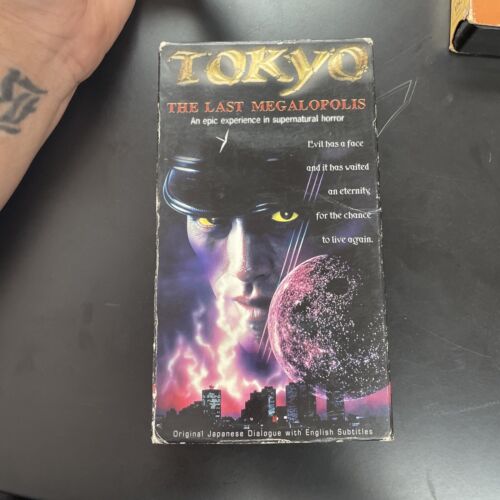 TOKYO
THE LAST MEGALOPOLIS
An epic experience in supernatural horror
Evil has a face
and it has waited
an eternity,
for the chance
to live again.
Original Japanese Dialogue with English Subtitles